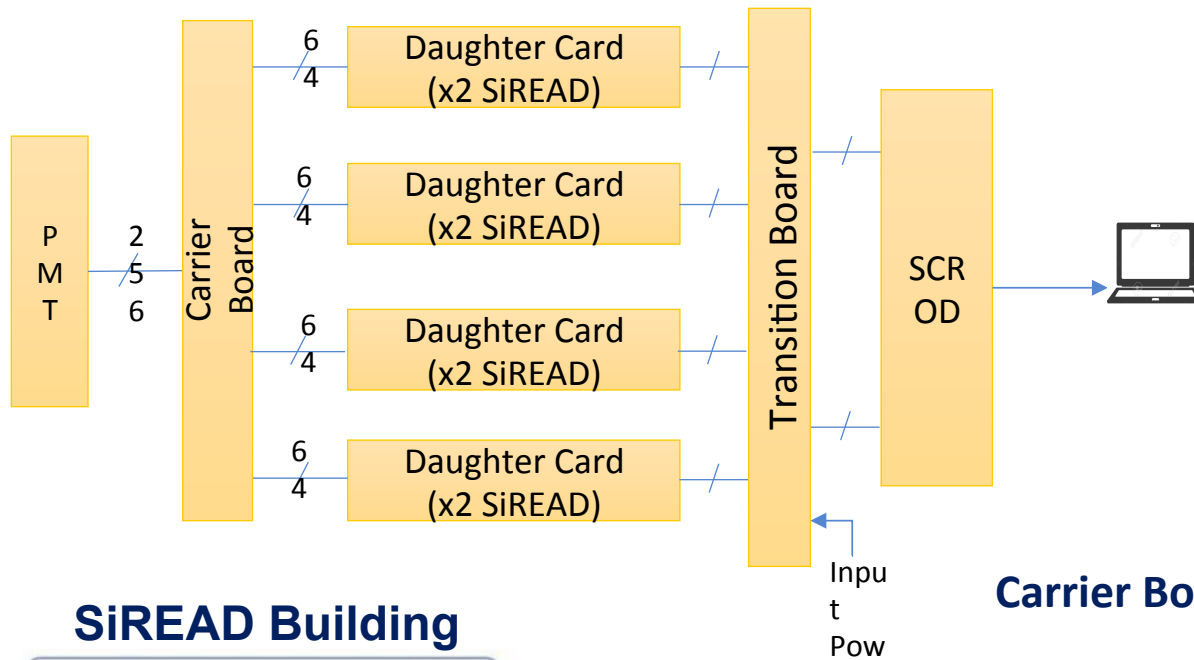 P
M
T
2
5
6
Carrier
Board
6
4
Daughter Card
(x2 SiREAD)
6
4
Daughter Card
(x2 SiREAD)
6
4
Daughter Card
(x2 SiREAD)
6
4
Daughter Card
(x2 SiREAD)
Transition Board
SCR
OD
Inpu
t
Pow
SiREAD Building
Carrier Bo